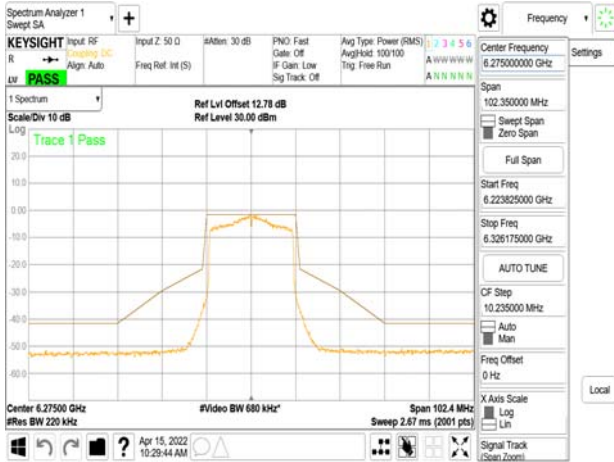 Spectrum Analyzer 1
Swept SA
Frequency
KEYSIGHT
R
LV PASS
Input: RF
Coupling: DC
Align: Auto
Input Z: 50 Ω
Freq Ref: Int (S)
#Atten: 30 dB
PNO: Fast
Gate: Off
IF Gain: Low
Sig Track: Off
Avg Type: Power (RMS)
Avg|Hold: 100/100
Trig: Free Run
1 2 3 4 5 6
A W W W W W
A N N N N N
1 Spectrum
Scale/Div 10 dB
Ref Lvl Offset 12.78 dB
Ref Level 30.00 dBm
Log
Trace 1 Pass
20.0
10.0
0.00
-10.0
-20.0
-30.0
-40.0
-50.0
-60.0
Center 6.27500 GHz
#Res BW 220 kHz
#Video BW 680 kHz*
Span 102.4 MHz
Sweep 2.67 ms (2001 pts)
Apr 15, 2022
10:29:44 AM
Center Frequency
6.275000000 GHz
Span
102.350000 MHz
Swept Span
Zero Span
Full Span
Start Freq
6.223825000 GHz
Stop Freq
6.326175000 GHz
AUTO TUNE
CF Step
10.235000 MHz
Auto
Man
Freq Offset
0 Hz
X Axis Scale
Log
Lin
Signal Track
(Span Zoom)
Settings
Local